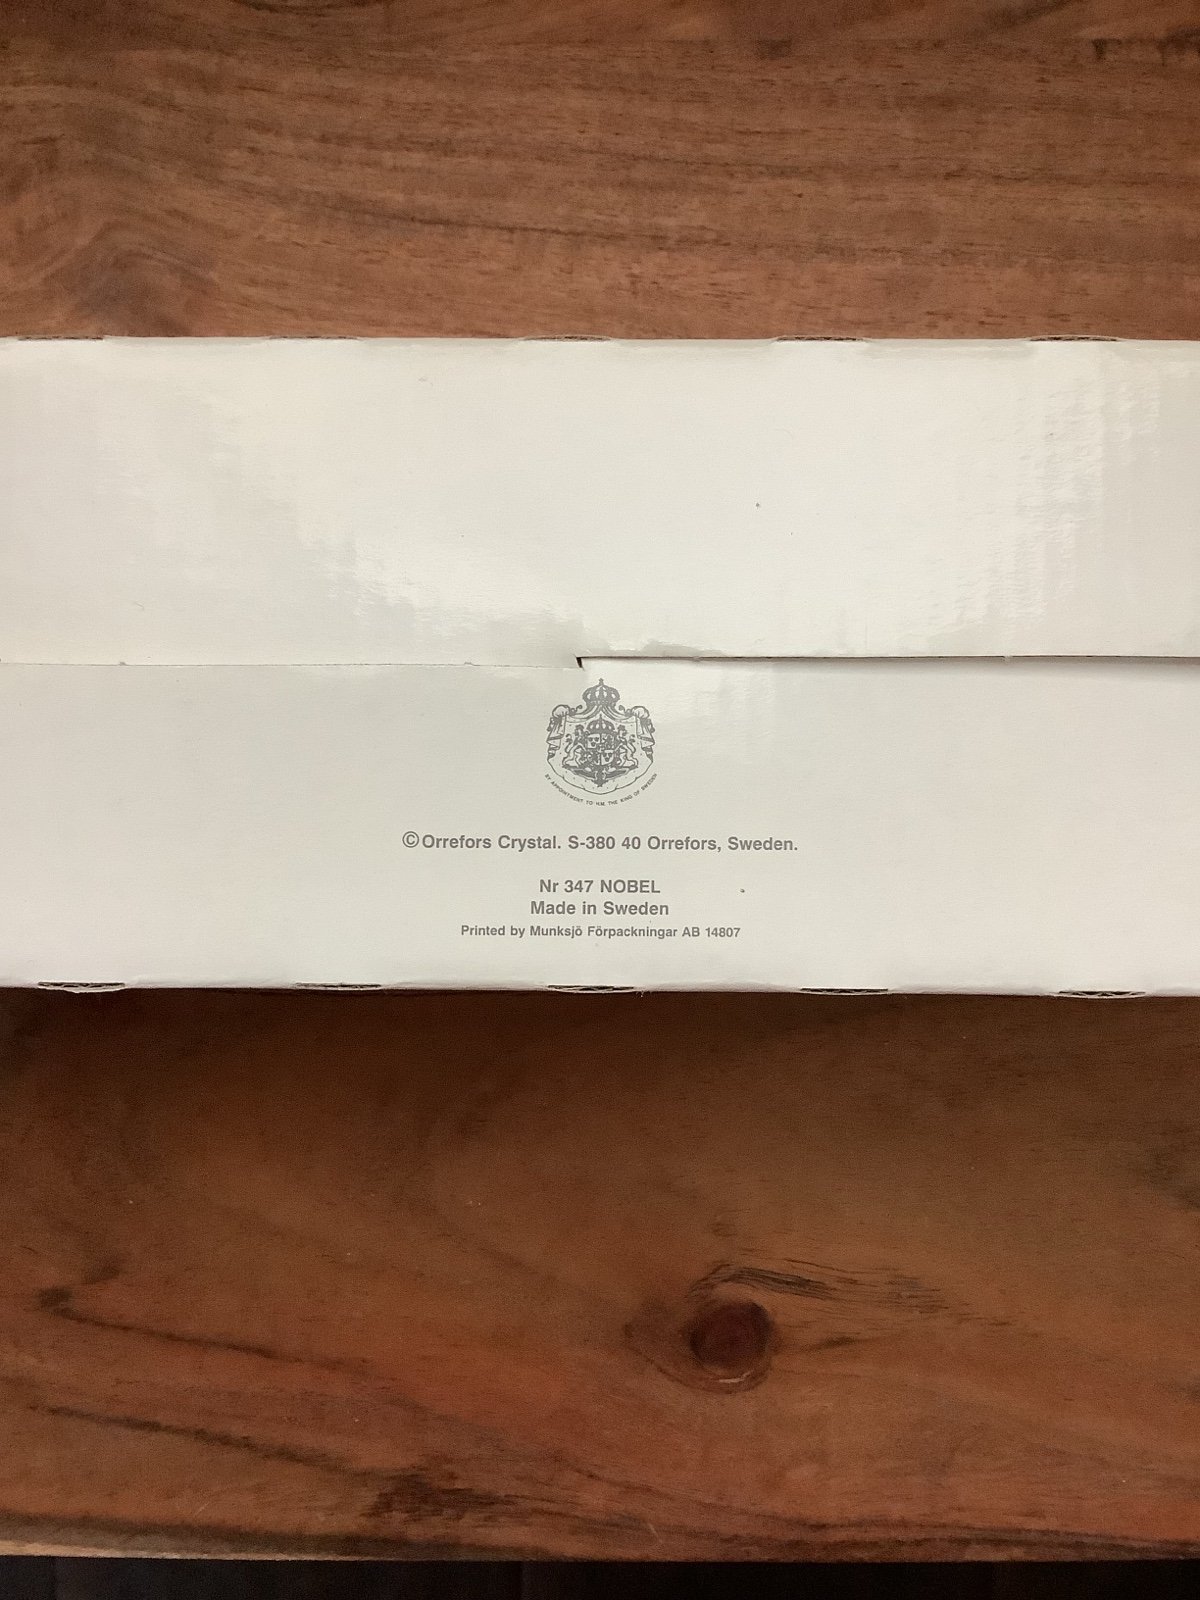 BY APPOINTMENT TO H.M. THE KING OF SWEDEN
©Orrefors Crystal. S-380 40 Orrefors, Sweden.
Nr 347 NOBEL
Made in Sweden
Printed by Munksjö Förpackningar AB 14807